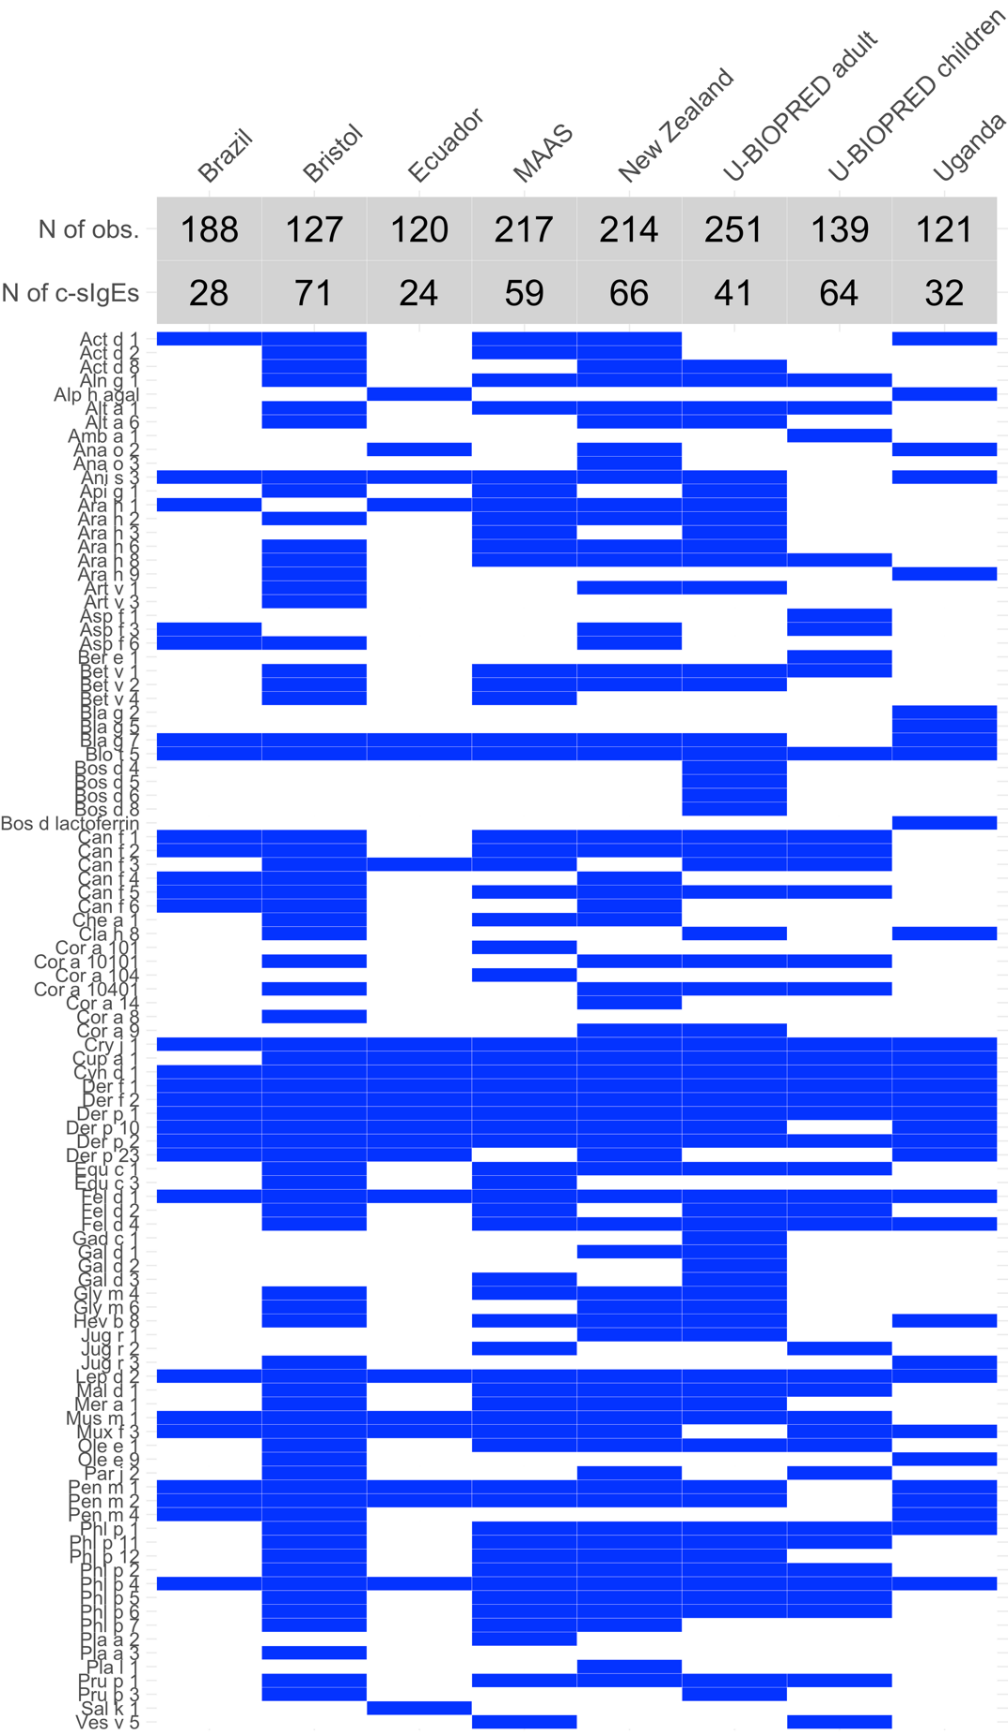 Brazil
Bristol
Ecuador
MAAS
New Zealand
U-BIOPRED adult
U-BIOPRED children
Uganda
N of obs. 188 127 120 217 214 251 139 121
N of c-sIgEs 28 71 24 59 66 41 64 32
Act d 1
Act d 2
Act d 8
Aln g 1
Alp h agal
Alt a 1
Alt a 6
Amb a 1
Ana o 2
Ana o 3
Ani s 3
Api g 1
Ara h 1
Ara h 2
Ara h 3
Ara h 6
Ara h 8
Ara h 9
Art v 1
Art v 3
Asp f 1
Asp f 3
Asp f 6
Ber e 1
Bet v 1
Bet v 2
Bet v 4
Bla g 2
Bla g 5
Bla g 7
Blo t 5
Bos d 4
Bos d 5
Bos d 6
Bos d 8
Bos d lactoferrin
Can f 1
Can f 2
Can f 3
Can f 4
Can f 5
Can f 6
Che a 1
Cla h 8
Cor a 101
Cor a 10101
Cor a 104
Cor a 10401
Cor a 14
Cor a 8
Cor a 9
Cry j 1
Cup a 1
Cyn d 1
Der f 1
Der f 2
Der p 1
Der p 10
Der p 2
Der p 23
Equ c 1
Equ c 3
Fel d 1
Fel d 2
Fel d 4
Gad c 1
Gal d 1
Gal d 2
Gal d 3
Gly m 4
Gly m 6
Hev b 8
Jug r 1
Jug r 2
Jug r 3
Lep d 2
Mal d 1
Mer a 1
Mus m 1
Mux f 3
Ole e 1
Ole e 9
Par j 2
Pen m 1
Pen m 2
Pen m 4
Phl p 1
Phl p 11
Phl p 12
Phl p 2
Phl p 4
Phl p 5
Phl p 6
Phl p 7
Pla a 2
Pla a 3
Pla l 1
Pru p 1
Pru p 3
Sal k 1
Ves v 5